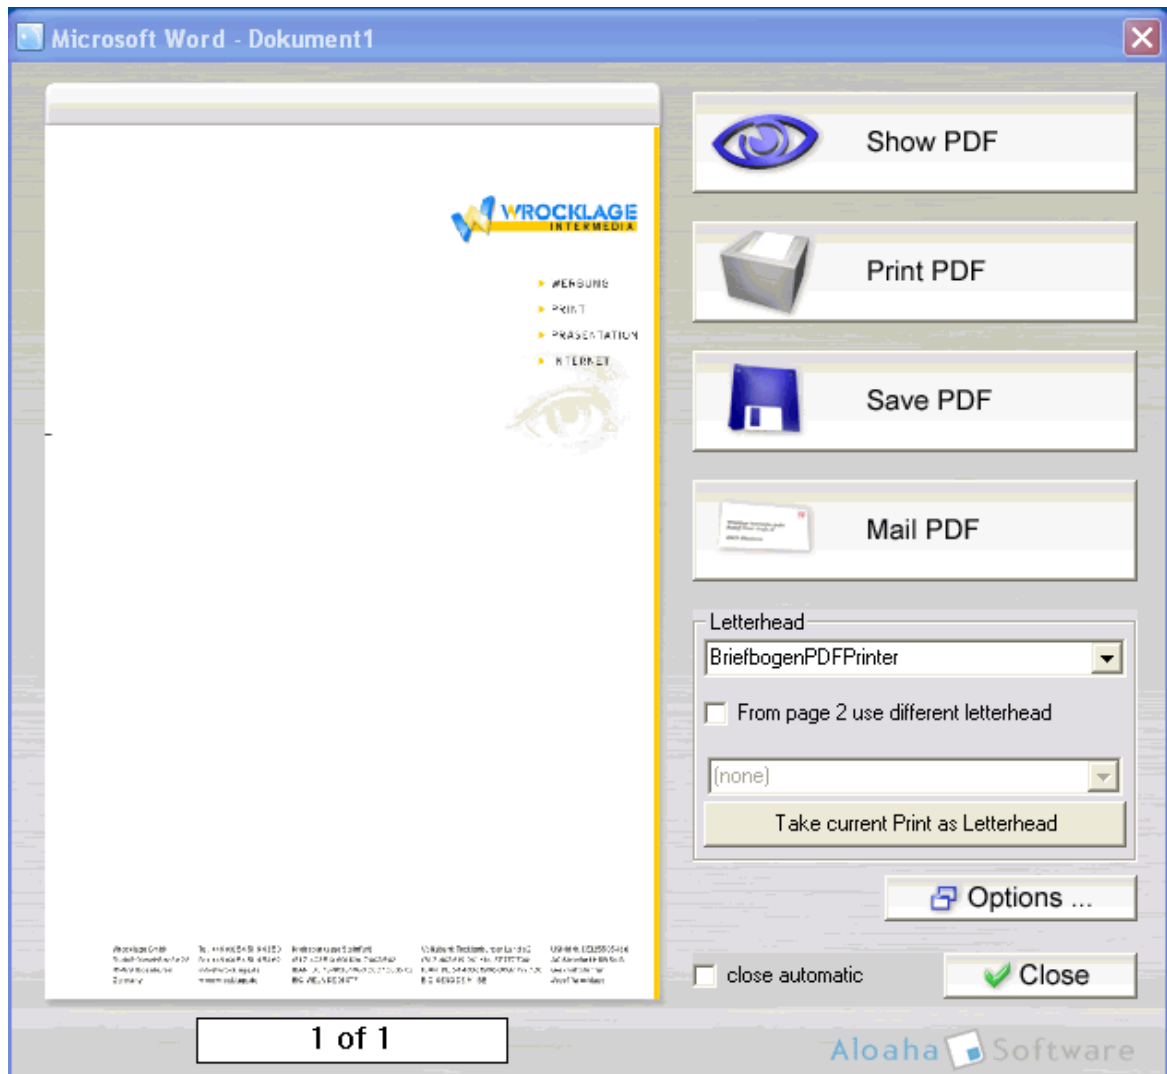 Microsoft Word - Dokument1
WROCKLAGE
INTERMEDIA
WERBUNG
PRINT
PRÄSENTATION
INTERNET
1 of 1
Show PDF
Print PDF
Save PDF
Mail PDF
Letterhead
BriefbogenPDFPrinter
From page 2 use different letterhead
(none)
Take current Print as Letterhead
Options ...
close automatic
Close
Aloaha Software